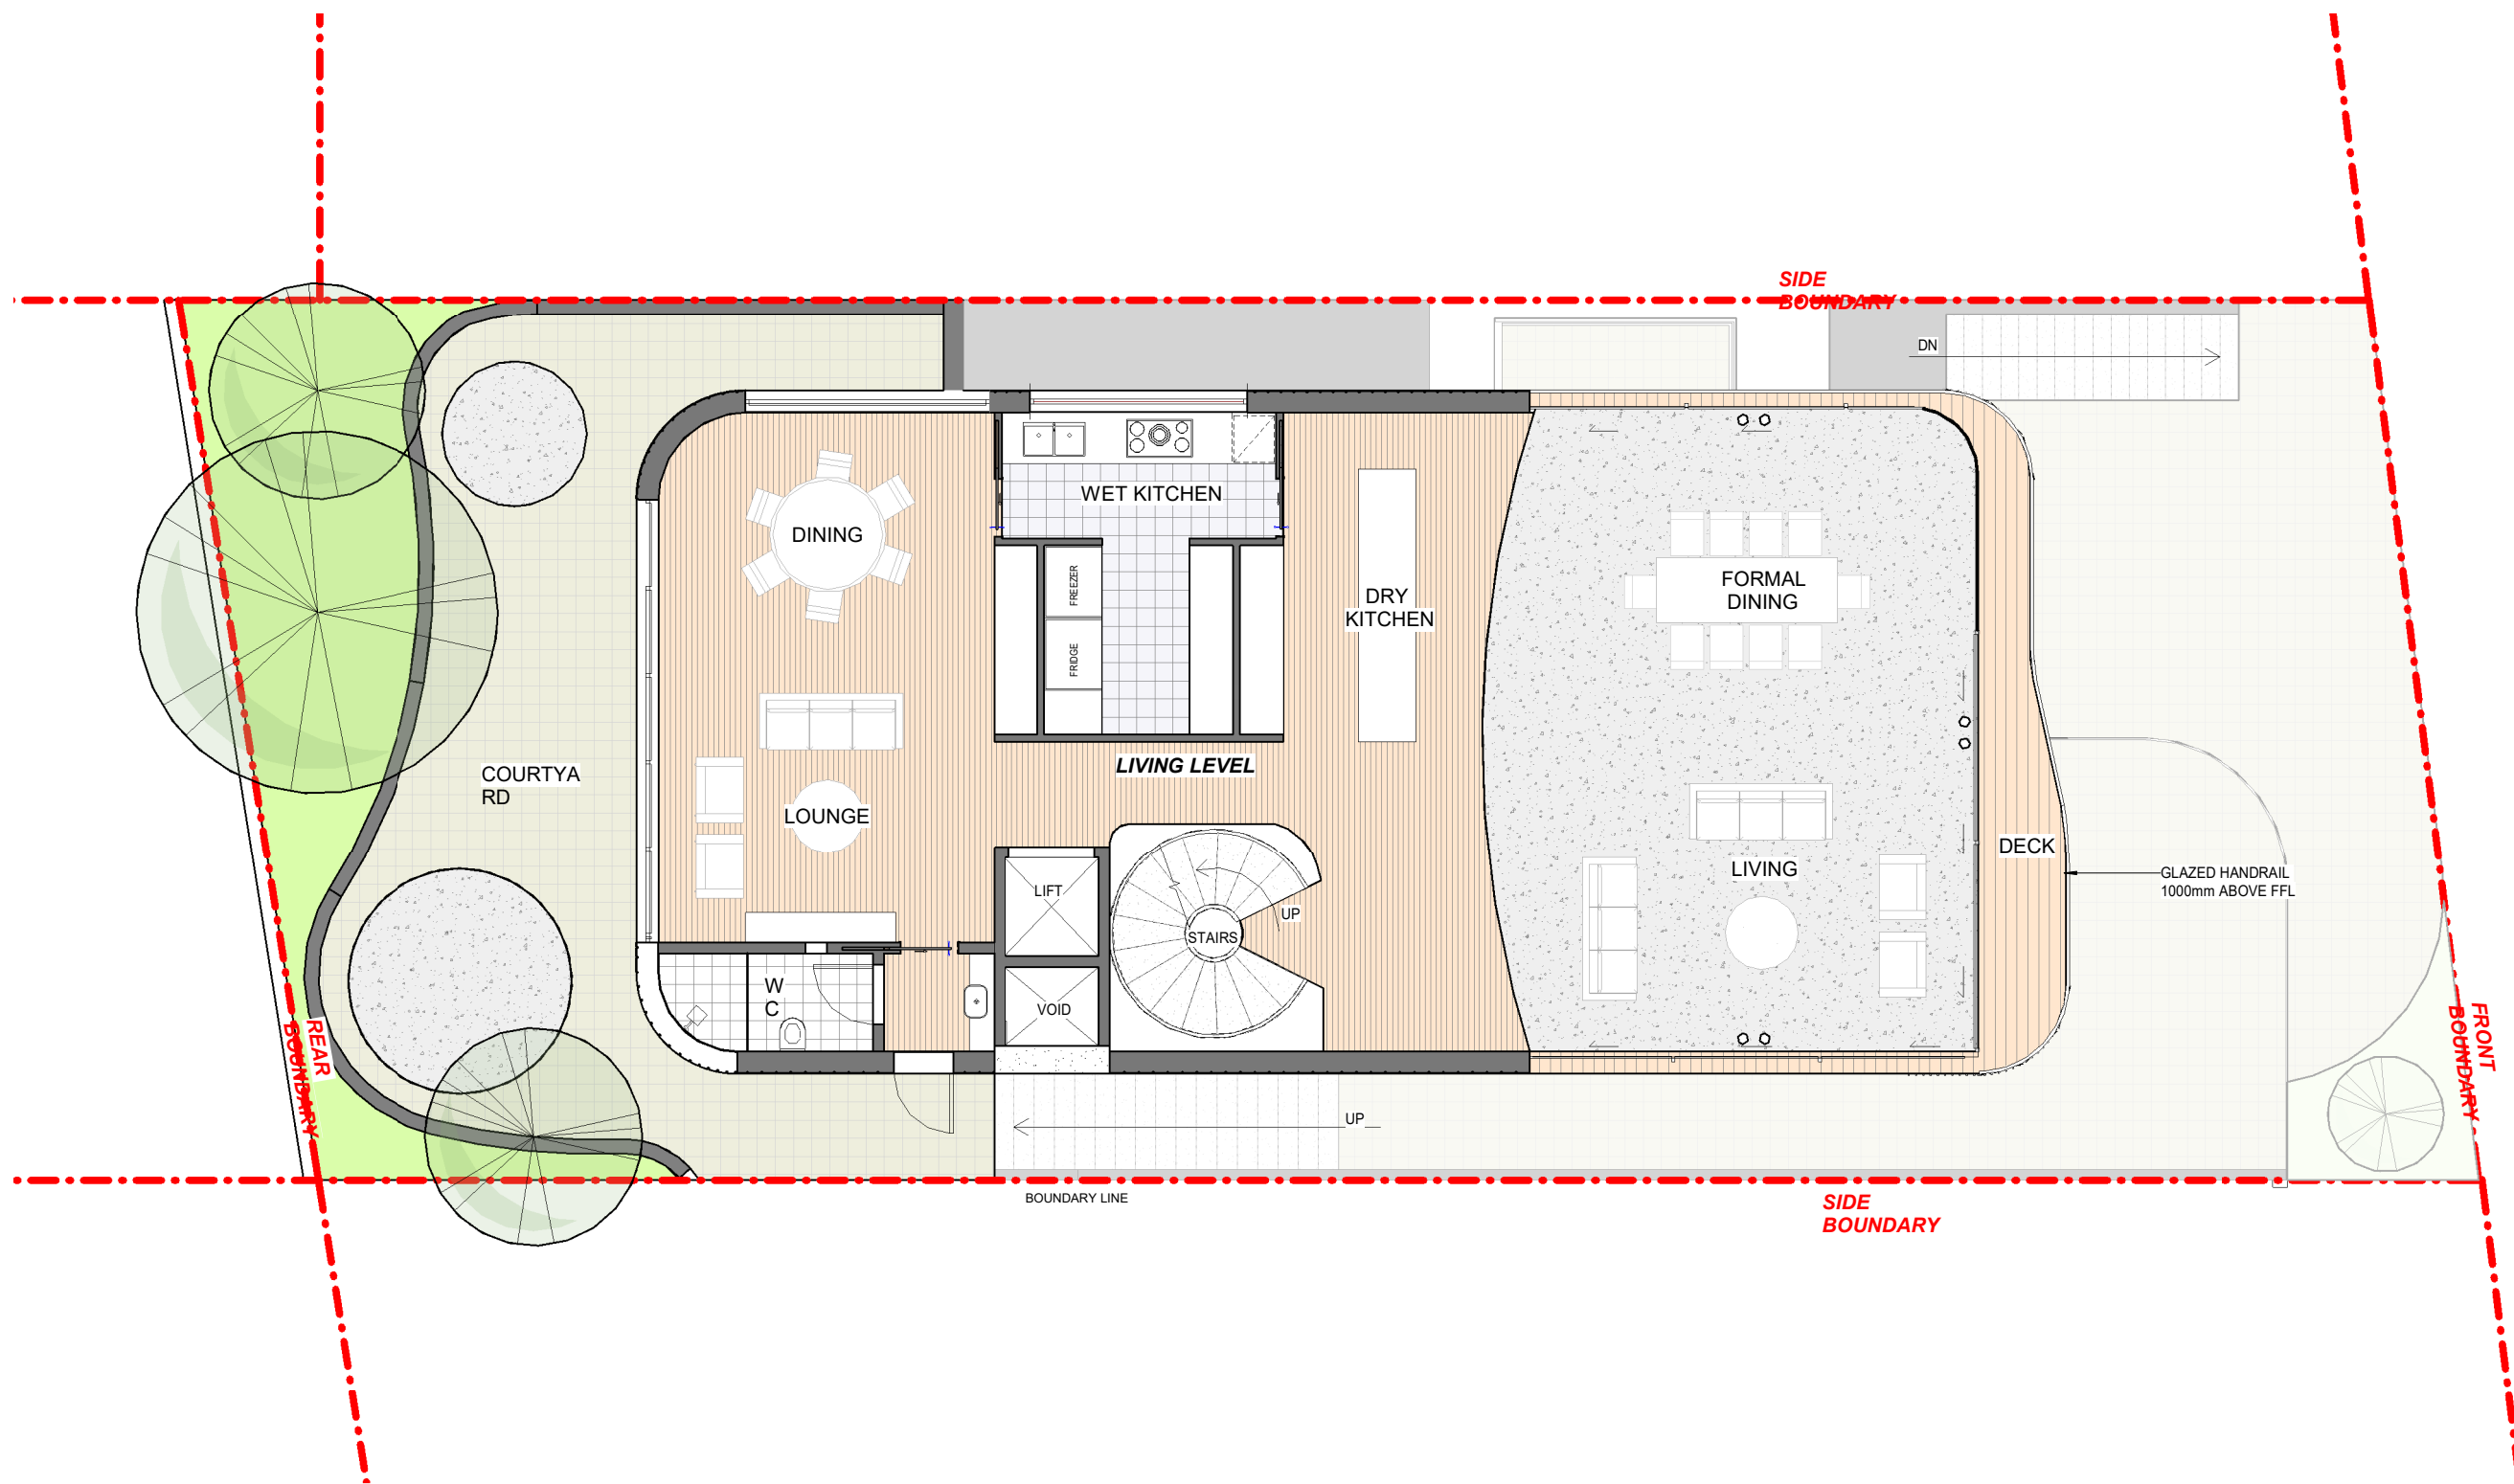 SIDE
BOUNDARY
DN
WET KITCHEN
DINING
FREEZER
FRIDGE
DRY
KITCHEN
FORMAL
DINING
COURTYA
RD
LIVING LEVEL
LOUNGE
DECK
LIVING
GLAZED HANDRAIL
1000mm ABOVE FFL
LIFT
UP
STAIRS
W
C
VOID
REAR
BOUNDARY
FRONT
BOUNDARY
UP
BOUNDARY LINE
SIDE
BOUNDARY